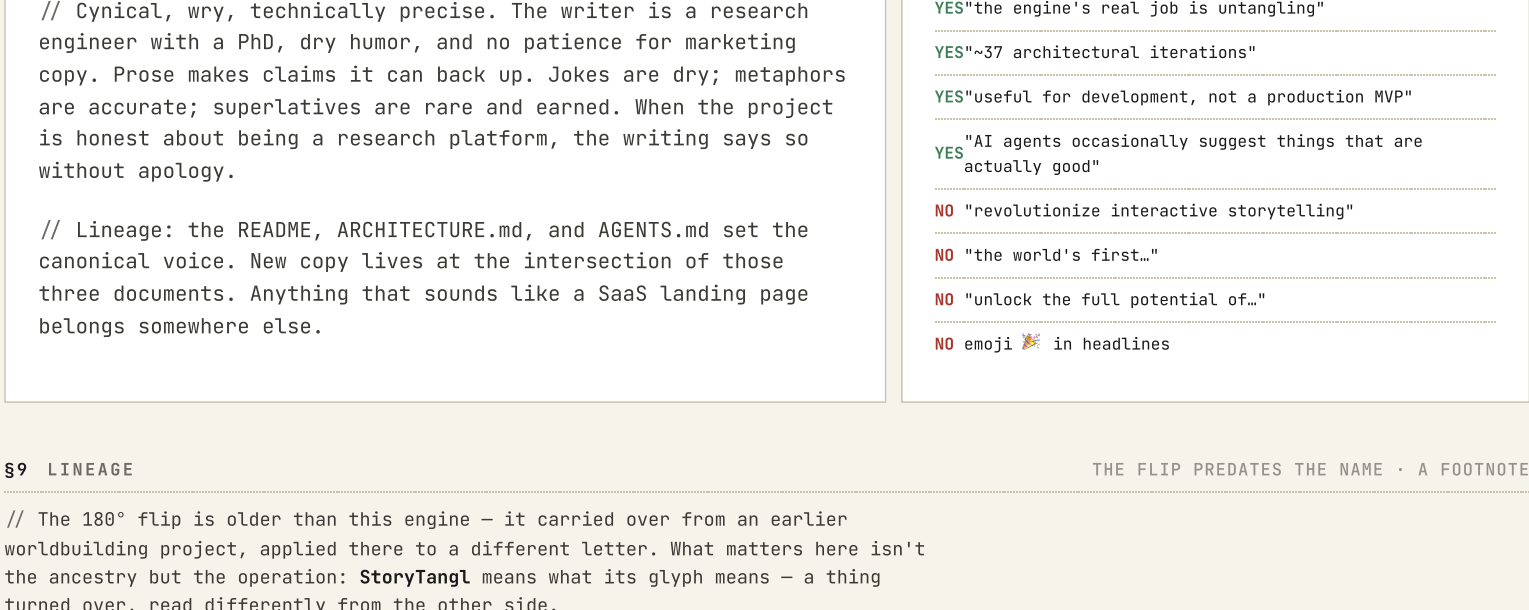 // Cynical, wry, technically precise. The writer is a research
engineer with a PhD, dry humor, and no patience for marketing
copy. Prose makes claims it can back up. Jokes are dry; metaphors
are accurate; superlatives are rare and earned. When the project
is honest about being a research platform, the writing says so
without apology.
// Lineage: the README, ARCHITECTURE.md, and AGENTS.md set the
canonical voice. New copy lives at the intersection of those
three documents. Anything that sounds like a SaaS landing page
belongs somewhere else.
YES "the engine's real job is untangling"
YES "~37 architectural iterations"
YES "useful for development, not a production MVP"
YES "AI agents occasionally suggest things that are
actually good"
NO "revolutionize interactive storytelling"
NO "the world's first…"
NO "unlock the full potential of…"
NO emoji 🎉 in headlines
§9 LINEAGE
THE FLIP PREDATES THE NAME · A FOOTNOTE
// The 180° flip is older than this engine — it carried over from an earlier
worldbuilding project, applied there to a different letter. What matters here isn't
the ancestry but the operation: StoryTangl means what its glyph means — a thing
turned over, read differently from the other side.